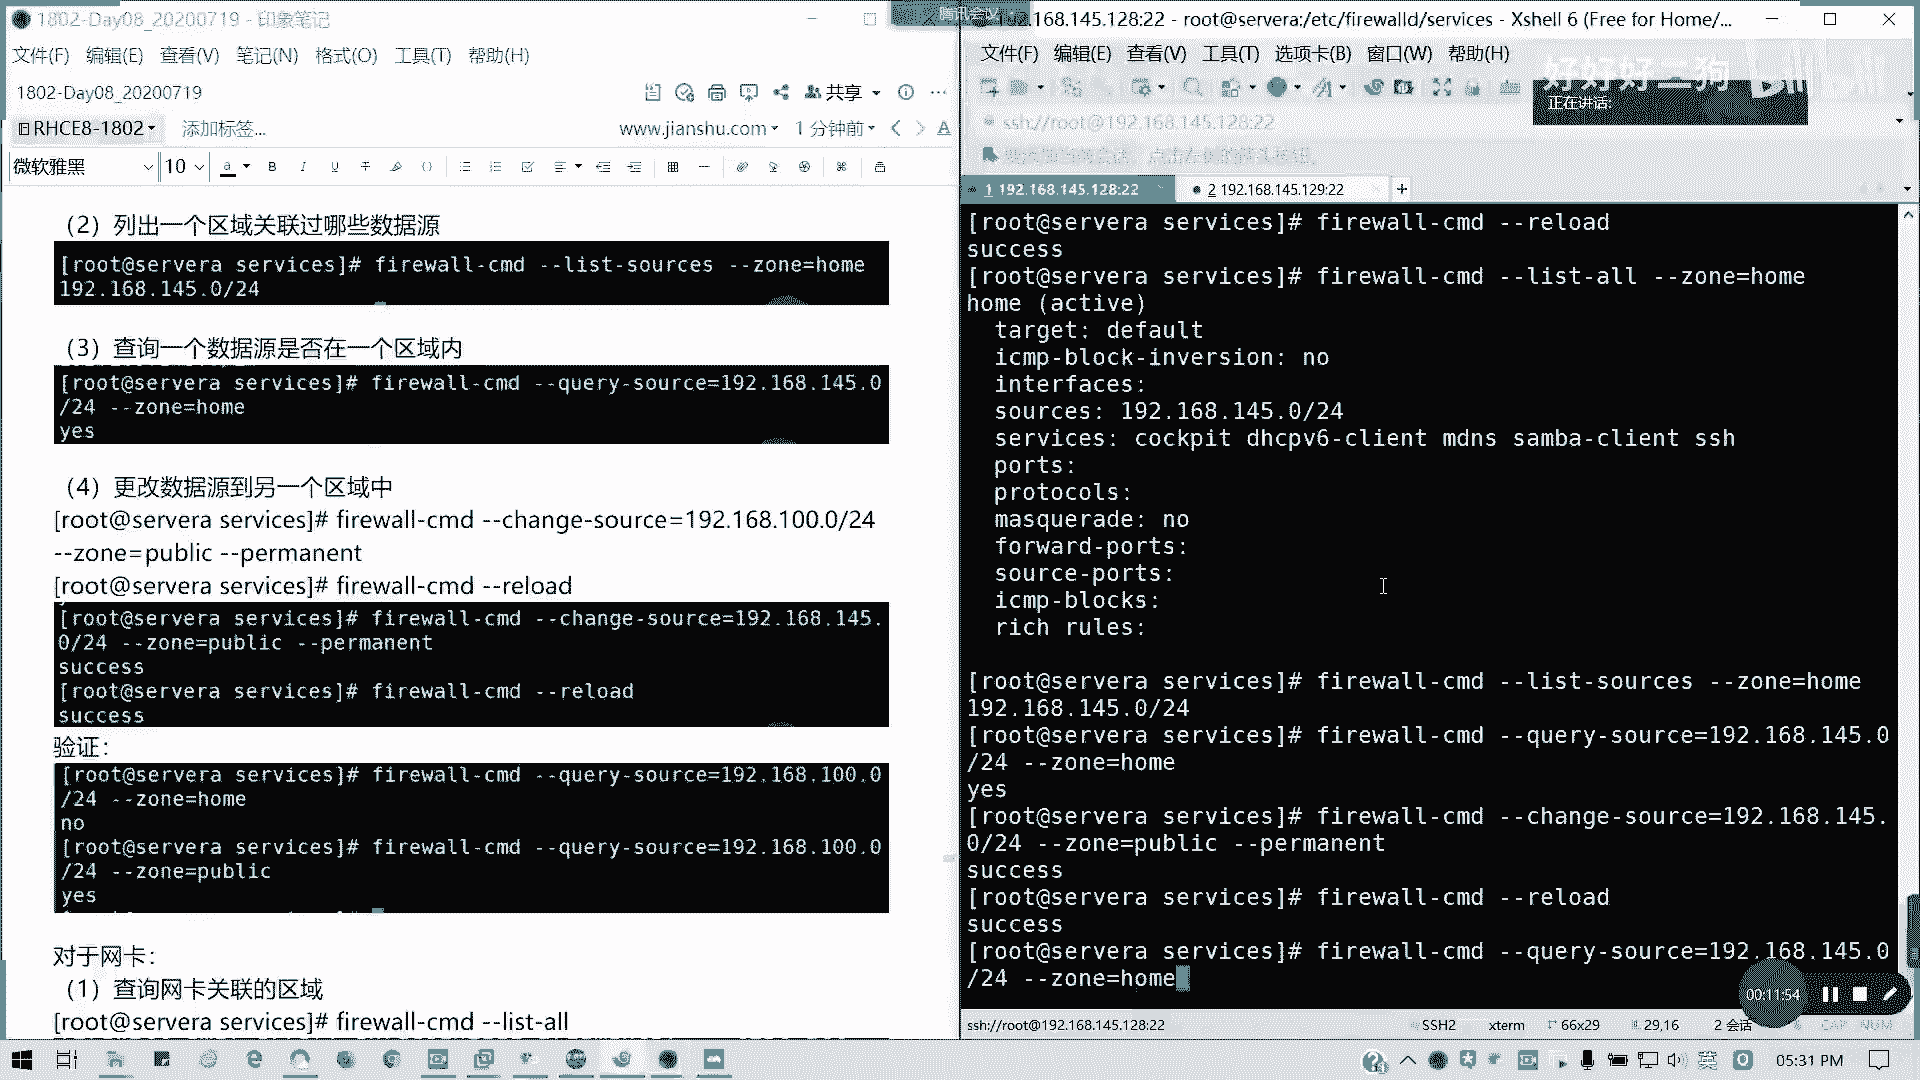 1802-Day08_20200719 - 印象笔记
文件(F) 编辑(E) 查看(V) 笔记(N) 格式(O) 工具(T) 帮助(H)
1802-Day08_20200719
共享
RHCE8-1802
添加标签...
www.jianshu.com
1 分钟前
微软雅黑
10
（2）列出一个区域关联过哪些数据源
[root@servera services]# firewall-cmd --list-sources --zone=home
192.168.145.0/24
（3）查询一个数据源是否在一个区域内
[root@servera services]# firewall-cmd --query-source=192.168.145.0
/24 --zone=home
yes
（4）更改数据源到另一个区域中
[root@servera services]# firewall-cmd --change-source=192.168.100.0/24
--zone=public --permanent
[root@servera services]# firewall-cmd --reload
[root@servera services]# firewall-cmd --change-source=192.168.145.
0/24 --zone=public --permanent
success
[root@servera services]# firewall-cmd --reload
success
验证：
[root@servera services]# firewall-cmd --query-source=192.168.100.0
/24 --zone=home
no
[root@servera services]# firewall-cmd --query-source=192.168.100.0
/24 --zone=public
yes
对于网卡：
（1）查询网卡关联的区域
[root@servera services]# firewall-cmd --list-all
腾讯会议
.168.145.128:22 - root@servera:/etc/firewalld/services - Xshell 6 (Free for Home/...
文件(F) 编辑(E) 查看(V) 工具(T) 选项卡(B) 窗口(W) 帮助(H)
好好好二狗
正在讲话:
ssh://root@192.168.145.128:22
1 192.168.145.128:22
2 192.168.145.129:22
[root@servera services]# firewall-cmd --reload
success
[root@servera services]# firewall-cmd --list-all --zone=home
home (active)
target: default
icmp-block-inversion: no
interfaces:
sources: 192.168.145.0/24
services: cockpit dhcpv6-client mdns samba-client ssh
ports:
protocols:
masquerade: no
forward-ports:
source-ports:
icmp-blocks:
rich rules:
[root@servera services]# firewall-cmd --list-sources --zone=home
192.168.145.0/24
[root@servera services]# firewall-cmd --query-source=192.168.145.0
/24 --zone=home
yes
[root@servera services]# firewall-cmd --change-source=192.168.145.
0/24 --zone=public --permanent
success
[root@servera services]# firewall-cmd --reload
success
[root@servera services]# firewall-cmd --query-source=192.168.145.0
/24 --zone=home
00:11:54
ssh://root@192.168.145.128:22
SSH2
xterm
66x29
29,16
2 会话
CAP NUM
英
05:31 PM